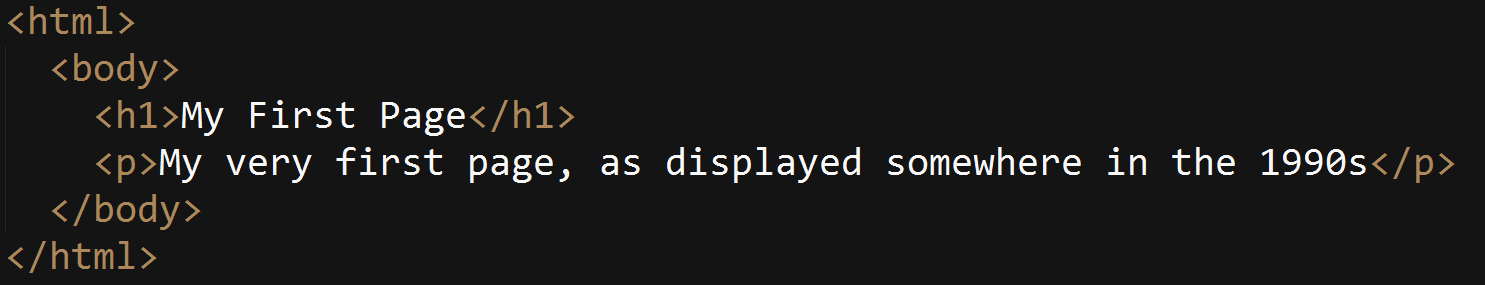 <html>
<body>
<h1>My First Page</h1>
<p>My very first page, as displayed somewhere in the 1990s</p>
</body>
</html>